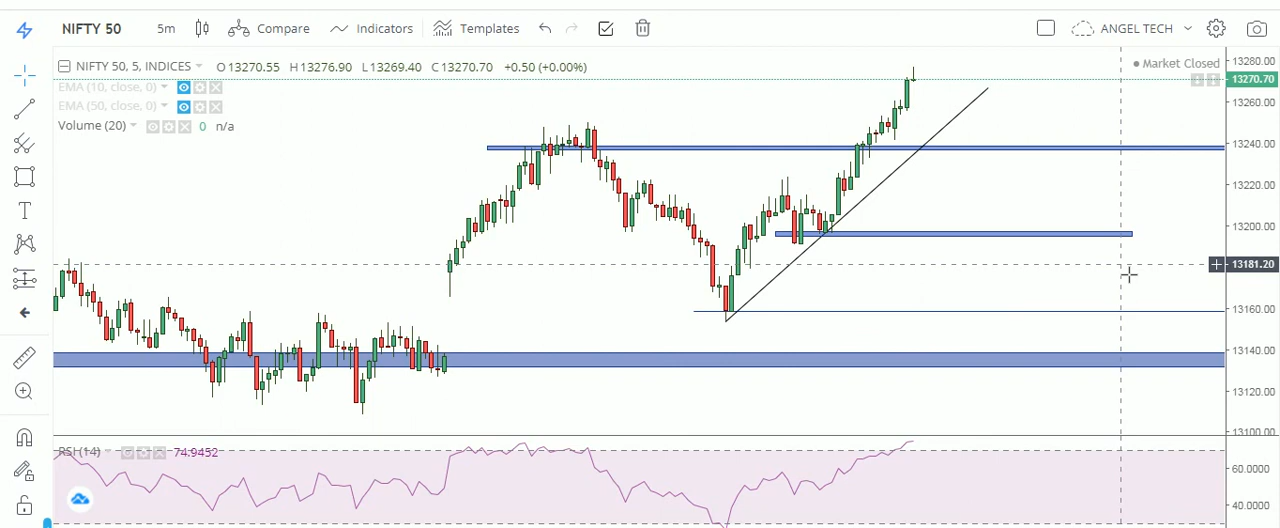 NIFTY 50 5m Compare Indicators Templates ANGEL TECH
NIFTY 50, 5, INDICES O13270.55 H13276.90 L13269.40 C13270.70 +0.50 (+0.00%)
Market Closed
EMA (10, close, 0)
EMA (50, close, 0)
Volume (20) 0 n/a
13280.00
13270.70
13260.00
13240.00
13220.00
13200.00
13181.20
13160.00
13140.00
13120.00
13100.00
RSI (14) 74.9452
60.0000
40.0000